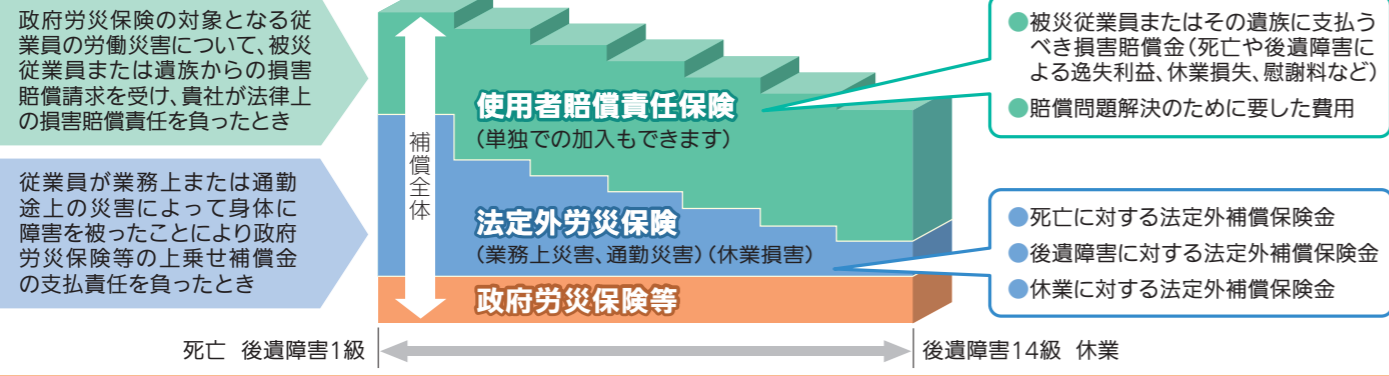 政府労災保険の対象となる従
業員の労働災害について、被災
従業員または遺族からの損害
賠償請求を受け、貴社が法律上
の損害賠償責任を負ったとき
従業員が業務上または通勤
途上の災害によって身体に
障害を被ったことにより政府
労災保険等の上乗せ補償金
の支払責任を負ったとき
補償全体
使用者賠償責任保険
(単独での加入もできます)
法定外労災保険
(業務上災害、通勤災害)(休業損害)
政府労災保険等
●被災従業員またはその遺族に支払う
べき損害賠償金(死亡や後遺障害に
よる逸失利益、休業損失、慰謝料など)
●賠償問題解決のために要した費用
●死亡に対する法定外補償保険金
●後遺障害に対する法定外補償保険金
●休業に対する法定外補償保険金
死亡 後遺障害1級
後遺障害14級 休業